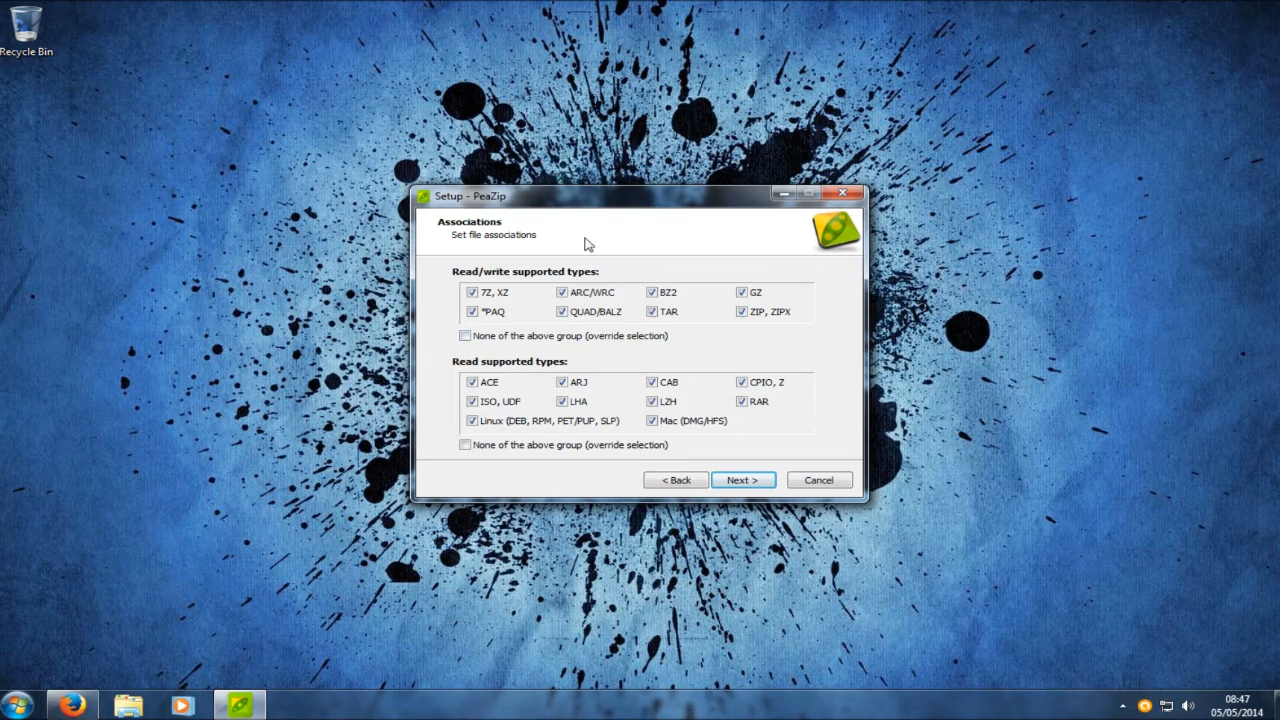 Recycle Bin
Setup - PeaZip
Associations
Set file associations
Read/write supported types:
7Z, XZ ARC/WRC BZ2 GZ
*PAQ QUAD/BALZ TAR ZIP, ZIPX
None of the above group (override selection)
Read supported types:
ACE ARJ CAB CPIO, Z
ISO, UDF LHA LZH RAR
Linux (DEB, RPM, PET/PUP, SLP) Mac (DMG/HFS)
None of the above group (override selection)
< Back Next > Cancel
08:47
05/05/2014